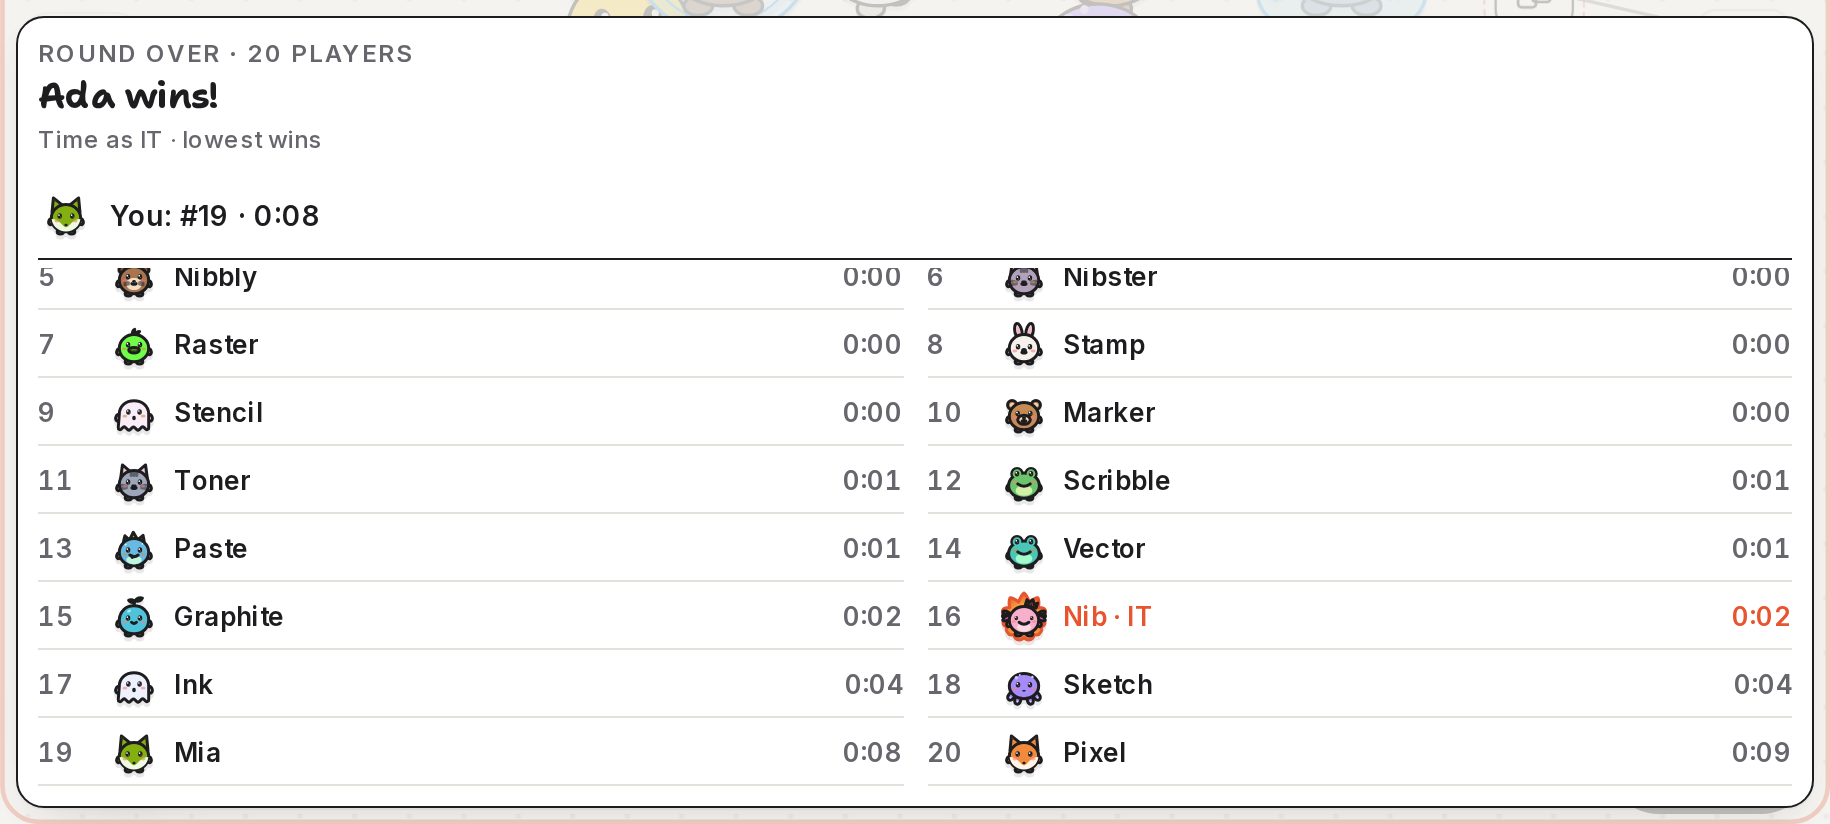 ROUND OVER · 20 PLAYERS
Ada wins!
Time as IT · lowest wins
You: #19 · 0:08
5 Nibbly 0:00 6 Nibster 0:00
7 Raster 0:00 8 Stamp 0:00
9 Stencil 0:00 10 Marker 0:00
11 Toner 0:01 12 Scribble 0:01
13 Paste 0:01 14 Vector 0:01
15 Graphite 0:02 16 Nib · IT 0:02
17 Ink 0:04 18 Sketch 0:04
19 Mia 0:08 20 Pixel 0:09